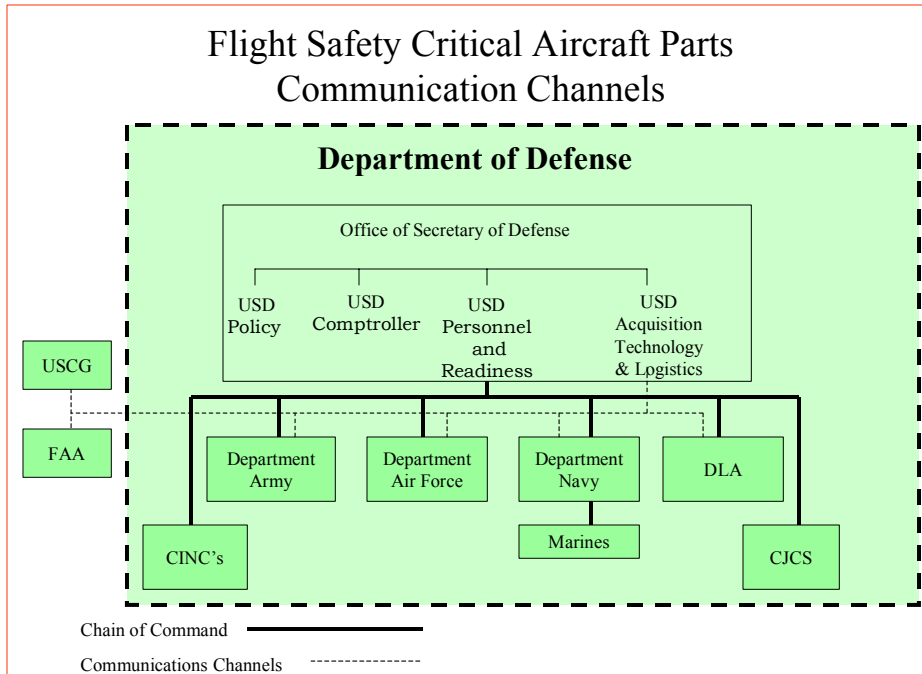 Flight Safety Critical Aircraft Parts
Communication Channels
Department of Defense
Office of Secretary of Defense
USD
Policy
USD
Comptroller
USD
Personnel
and
Readiness
USD
Acquisition
Technology
& Logistics
USCG
FAA
Department
Army
Department
Air Force
Department
Navy
DLA
CINC’s
Marines
CJCS
Chain of Command
Communications Channels